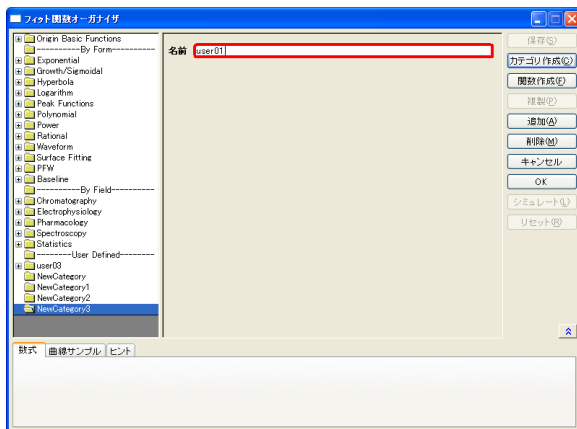 フィット関数オーガナイザ
Origin Basic Functions
----------By Form----------
Exponential
Growth/Sigmoidal
Hyperbola
Logarithm
Peak Functions
Polynomial
Power
Rational
Waveform
Surface Fitting
PFW
Baseline
----------By Field----------
Chromatography
Electrophysiology
Pharmacology
Spectroscopy
Statistics
--------User Defined-------
user03
NewCategory
NewCategory1
NewCategory2
NewCategory3
名前 user01
保存(S)
カテゴリ作成(C)
関数作成(F)
複製(P)
追加(A)
削除(M)
キャンセル
OK
シミュレート(L)
リセット(R)
数式 曲線サンプル ヒント